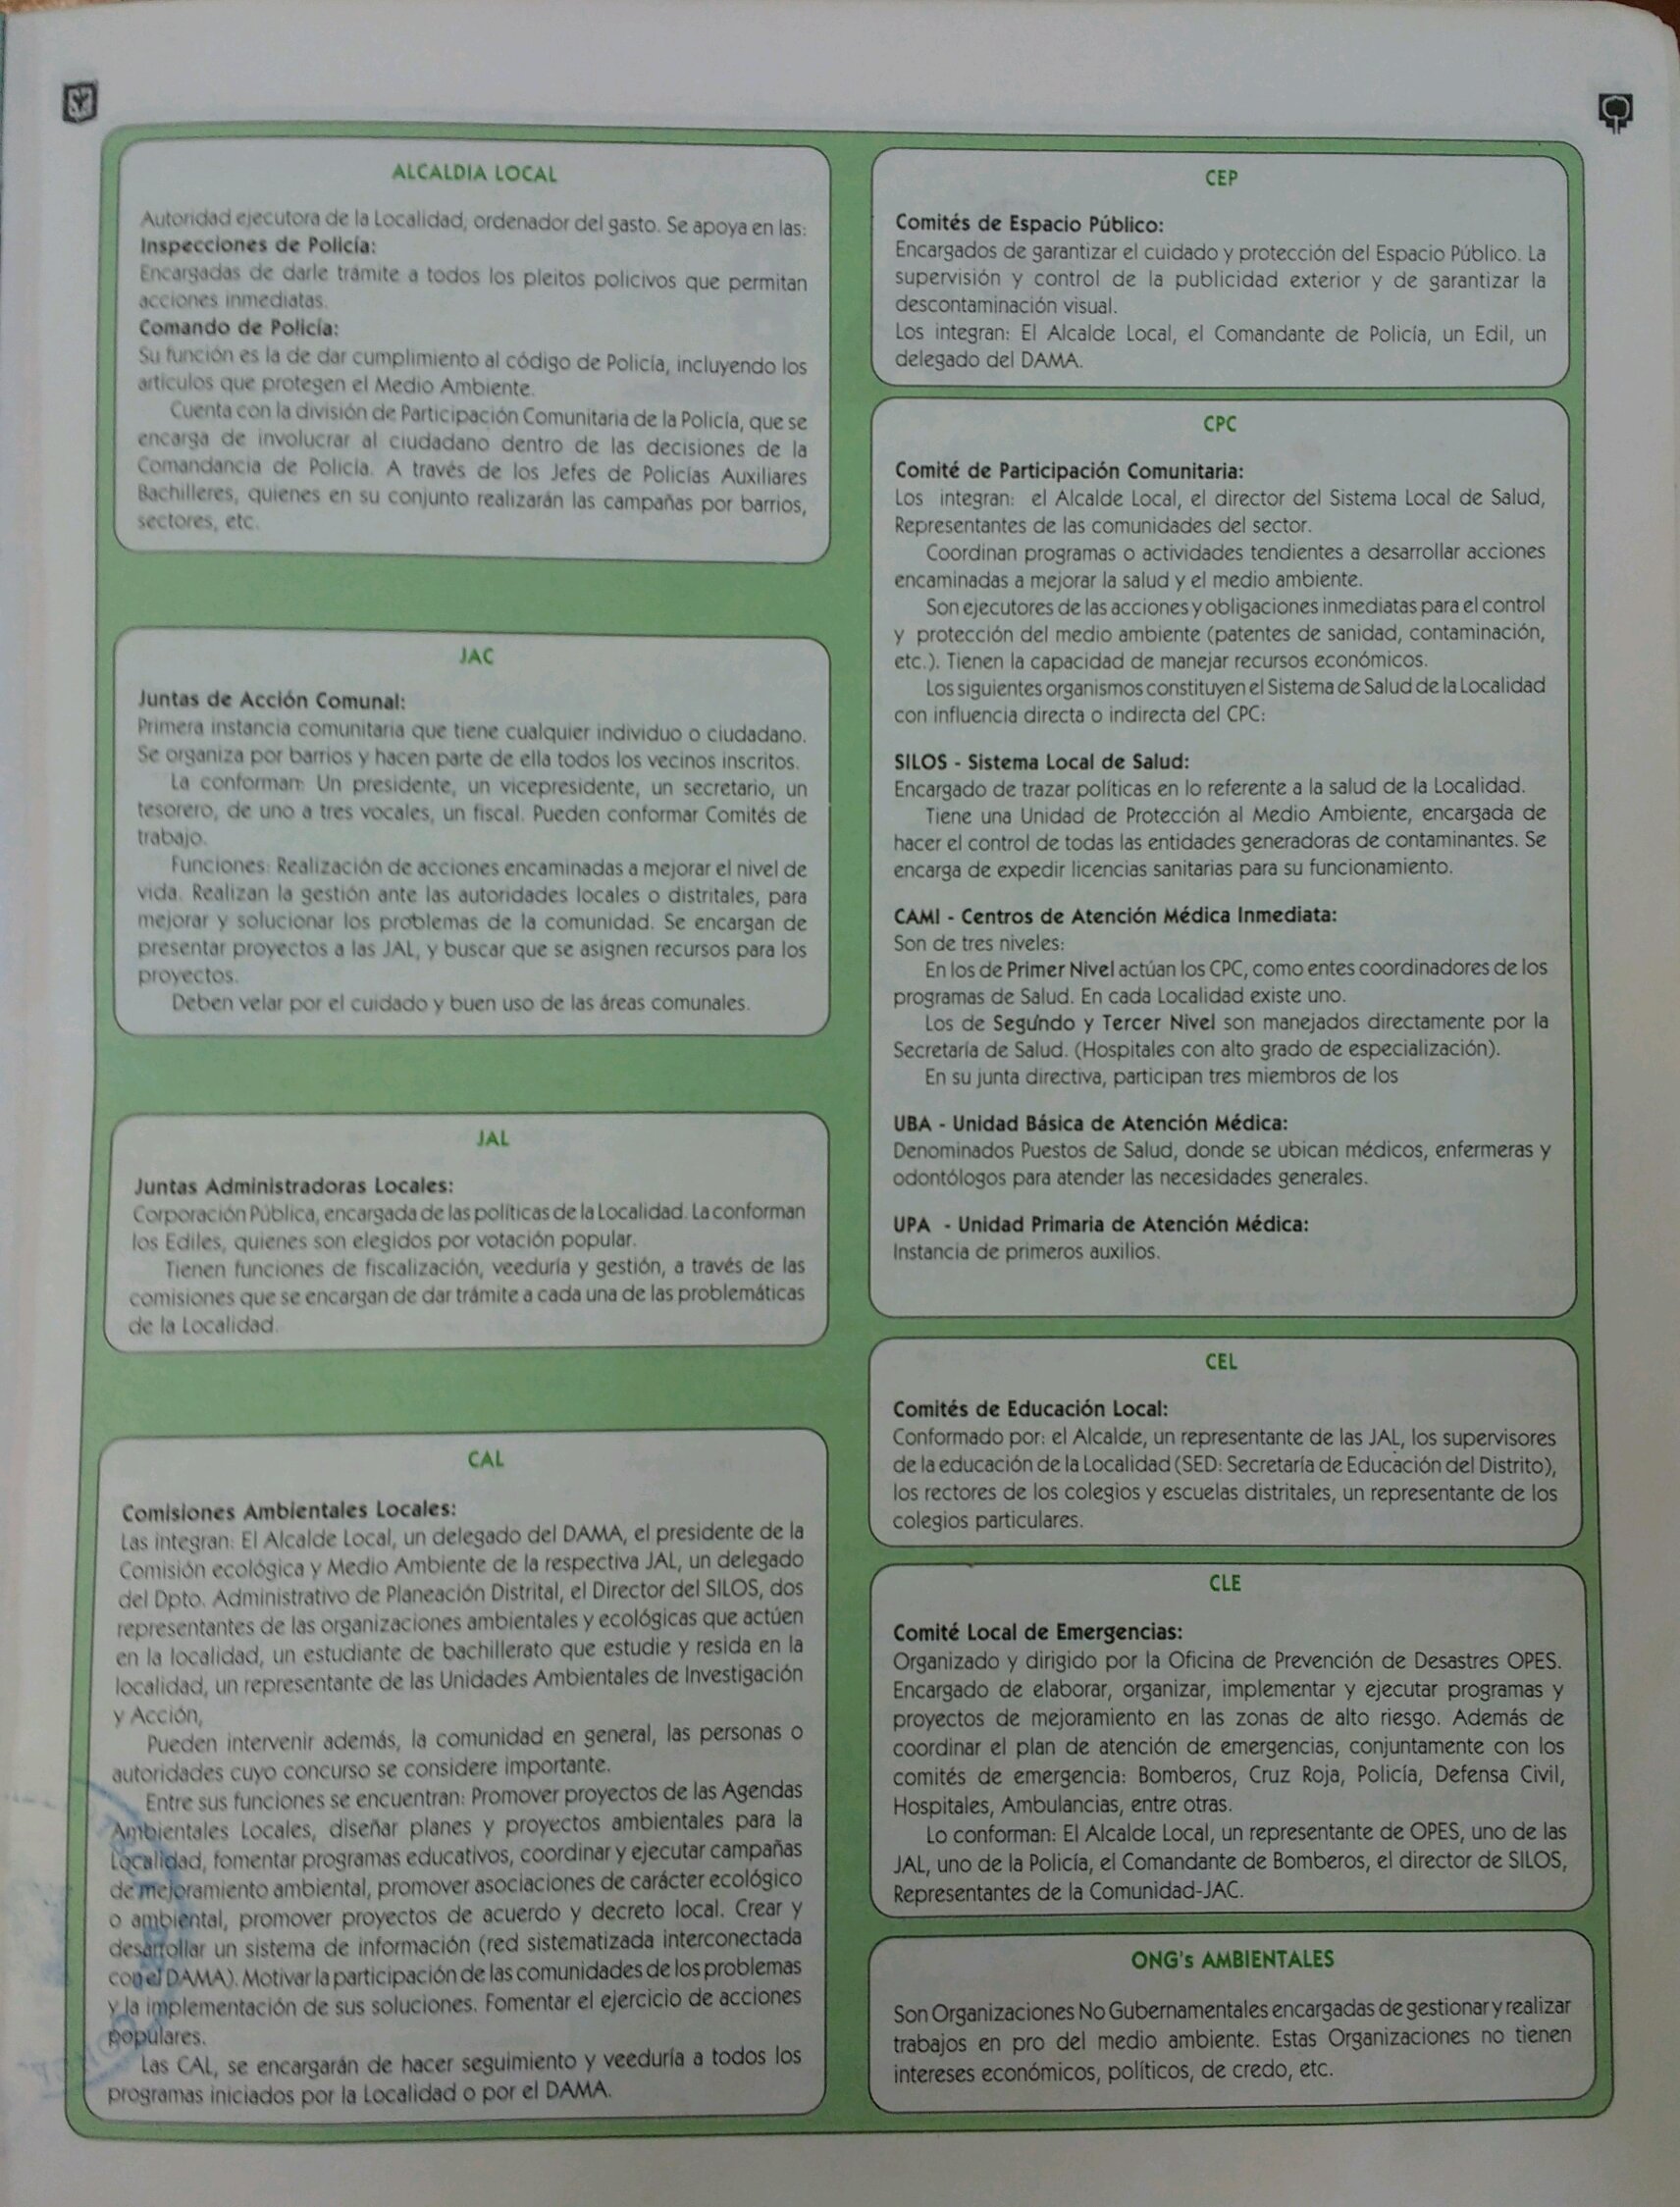 ALCALDIA LOCAL
Autoridad ejecutora de la Localidad, ordenador del gasto. Se apoya en las:
Inspecciones de Policía:
Encargadas de darle trámite a todos los pleitos policivos que permitan
acciones inmediatas.
Comando de Policía:
Su función es la de dar cumplimiento al código de Policía, incluyendo los
artículos que protegen el Medio Ambiente.
Cuenta con la división de Participación Comunitaria de la Policía, que se
encarga de involucrar al ciudadano dentro de las decisiones de la
Comandancia de Policía. A través de los Jefes de Policías Auxiliares
Bachilleres, quienes en su conjunto realizarán las campañas por barrios,
sectores, etc.
JAC
Juntas de Acción Comunal:
Primera instancia comunitaria que tiene cualquier individuo o ciudadano.
Se organiza por barrios y hacen parte de ella todos los vecinos inscritos.
La conforman: Un presidente, un vicepresidente, un secretario, un
tesorero, de uno a tres vocales, un fiscal. Pueden conformar Comités de
trabajo.
Funciones: Realización de acciones encaminadas a mejorar el nivel de
vida. Realizan la gestión ante las autoridades locales o distritales, para
mejorar y solucionar los problemas de la comunidad. Se encargan de
presentar proyectos a las JAL, y buscar que se asignen recursos para los
proyectos.
Deben velar por el cuidado y buen uso de las áreas comunales.
JAL
Juntas Administradoras Locales:
Corporación Pública, encargada de las políticas de la Localidad. La conforman
los Ediles, quienes son elegidos por votación popular.
Tienen funciones de fiscalización, veeduría y gestión, a través de las
comisiones que se encargan de dar trámite a cada una de las problemáticas
de la Localidad.
CAL
Comisiones Ambientales Locales:
Las integran: El Alcalde Local, un delegado del DAMA, el presidente de la
Comisión ecológica y Medio Ambiente de la respectiva JAL, un delegado
del Dpto. Administrativo de Planeación Distrital, el Director del SILOS, dos
representantes de las organizaciones ambientales y ecológicas que actúen
en la localidad, un estudiante de bachillerato que estudie y resida en la
localidad, un representante de las Unidades Ambientales de Investigación
y Acción,
Pueden intervenir además, la comunidad en general, las personas o
autoridades cuyo concurso se considere importante.
Entre sus funciones se encuentran: Promover proyectos de las Agendas
Ambientales Locales, diseñar planes y proyectos ambientales para la
Localidad, fomentar programas educativos, coordinar y ejecutar campañas
de mejoramiento ambiental, promover asociaciones de carácter ecológico
o ambiental, promover proyectos de acuerdo y decreto local. Crear y
desarrollar un sistema de información (red sistematizada interconectada
con el DAMA). Motivar la participación de las comunidades de los problemas
y la implementación de sus soluciones. Fomentar el ejercicio de acciones
populares.
Las CAL, se encargarán de hacer seguimiento y veeduría a todos los
programas iniciados por la Localidad o por el DAMA.
CEP
Comités de Espacio Público:
Encargados de garantizar el cuidado y protección del Espacio Público. La
supervisión y control de la publicidad exterior y de garantizar la
descontaminación visual.
Los integran: El Alcalde Local, el Comandante de Policía, un Edil, un
delegado del DAMA.
CPC
Comité de Participación Comunitaria:
Los integran: el Alcalde Local, el director del Sistema Local de Salud,
Representantes de las comunidades del sector.
Coordinan programas o actividades tendientes a desarrollar acciones
encaminadas a mejorar la salud y el medio ambiente.
Son ejecutores de las acciones y obligaciones inmediatas para el control
y protección del medio ambiente (patentes de sanidad, contaminación,
etc.). Tienen la capacidad de manejar recursos económicos.
Los siguientes organismos constituyen el Sistema de Salud de la Localidad
con influencia directa o indirecta del CPC:
SILOS - Sistema Local de Salud:
Encargado de trazar políticas en lo referente a la salud de la Localidad.
Tiene una Unidad de Protección al Medio Ambiente, encargada de
hacer el control de todas las entidades generadoras de contaminantes. Se
encarga de expedir licencias sanitarias para su funcionamiento.
CAMI - Centros de Atención Médica Inmediata:
Son de tres niveles:
En los de Primer Nivel actúan los CPC, como entes coordinadores de los
programas de Salud. En cada Localidad existe uno.
Los de Segundo y Tercer Nivel son manejados directamente por la
Secretaría de Salud. (Hospitales con alto grado de especialización).
En su junta directiva, participan tres miembros de los
UBA - Unidad Básica de Atención Médica:
Denominados Puestos de Salud, donde se ubican médicos, enfermeras y
odontólogos para atender las necesidades generales.
UPA - Unidad Primaria de Atención Médica:
Instancia de primeros auxilios.
CEL
Comités de Educación Local:
Conformado por: el Alcalde, un representante de las JAL, los supervisores
de la educación de la Localidad (SED: Secretaría de Educación del Distrito),
los rectores de los colegios y escuelas distritales, un representante de los
colegios particulares.
CLE
Comité Local de Emergencias:
Organizado y dirigido por la Oficina de Prevención de Desastres OPES.
Encargado de elaborar, organizar, implementar y ejecutar programas y
proyectos de mejoramiento en las zonas de alto riesgo. Además de
coordinar el plan de atención de emergencias, conjuntamente con los
comités de emergencia: Bomberos, Cruz Roja, Policía, Defensa Civil,
Hospitales, Ambulancias, entre otras.
Lo conforman: El Alcalde Local, un representante de OPES, uno de las
JAL, uno de la Policía, el Comandante de Bomberos, el director de SILOS,
Representantes de la Comunidad-JAC.
ONG's AMBIENTALES
Son Organizaciones No Gubernamentales encargadas de gestionar y realizar
trabajos en pro del medio ambiente. Estas Organizaciones no tienen
intereses económicos, políticos, de credo, etc.